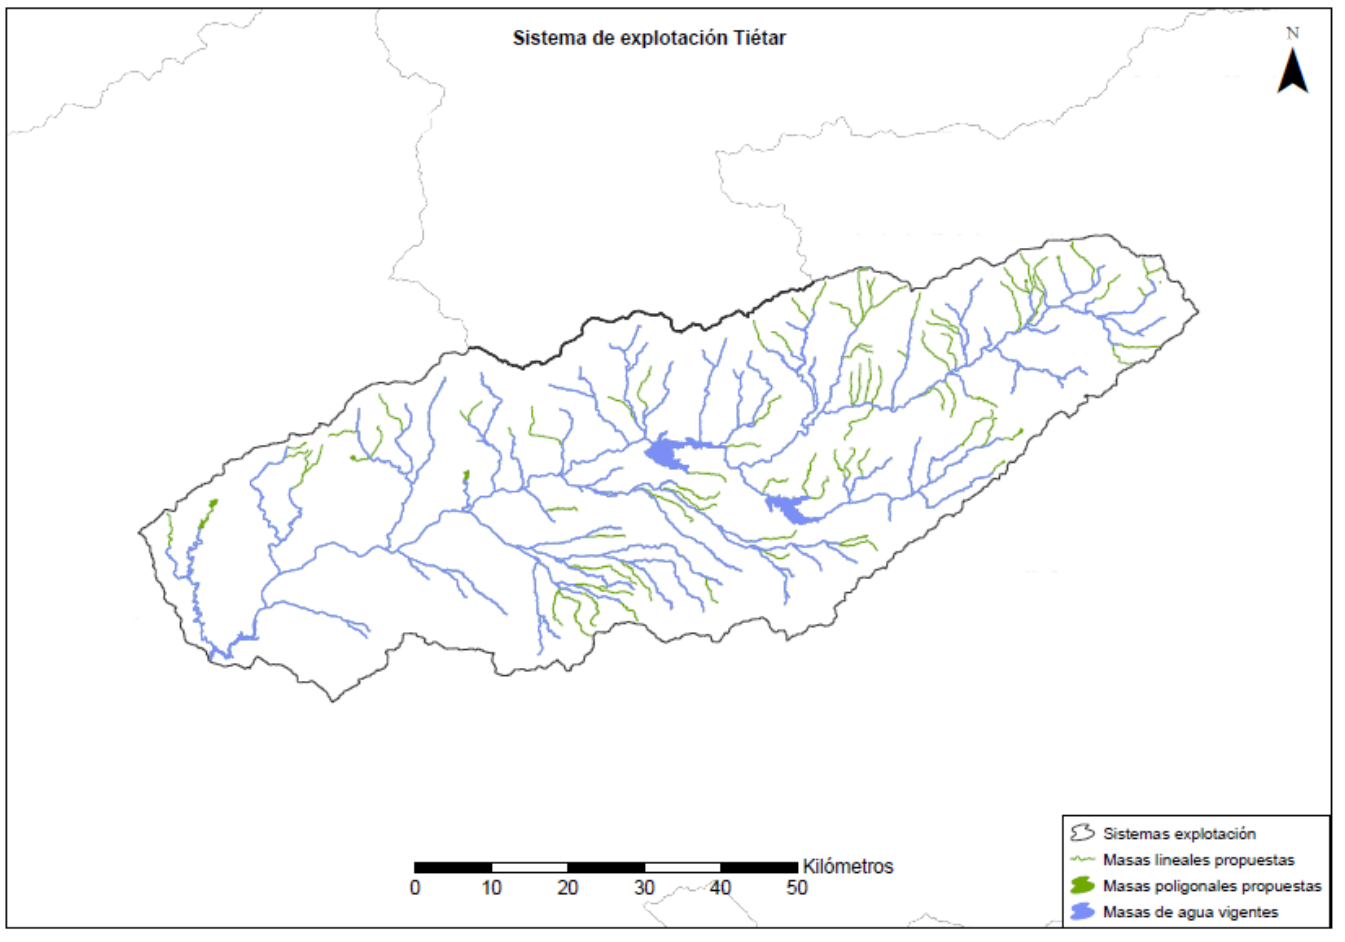 Sistema de explotación Tiétar
N
Sistemas explotación
Masas lineales propuestas
Masas poligonales propuestas
Masas de agua vigentes
Kilómetros
0 10 20 30 40 50